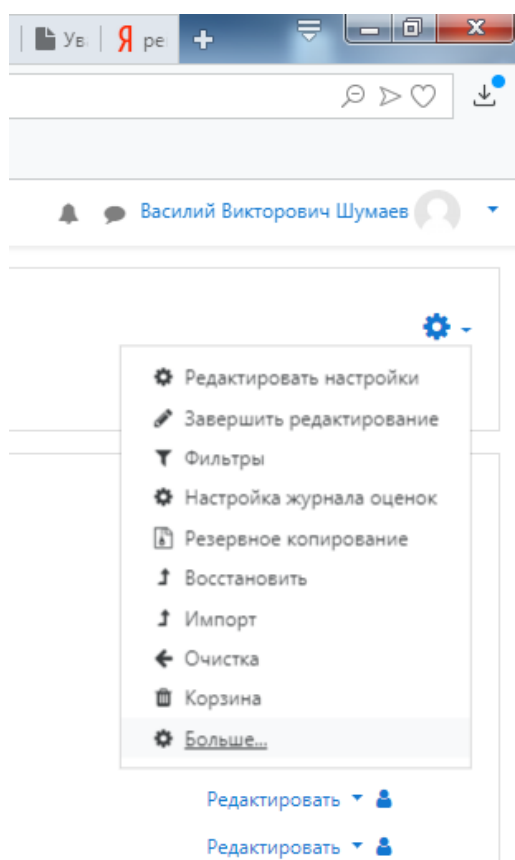 Ув
Я ре
Василий Викторович Шумаев
Редактировать настройки
Завершить редактирование
Фильтры
Настройка журнала оценок
Резервное копирование
Восстановить
Импорт
Очистка
Корзина
Больше...
Редактировать
Редактировать